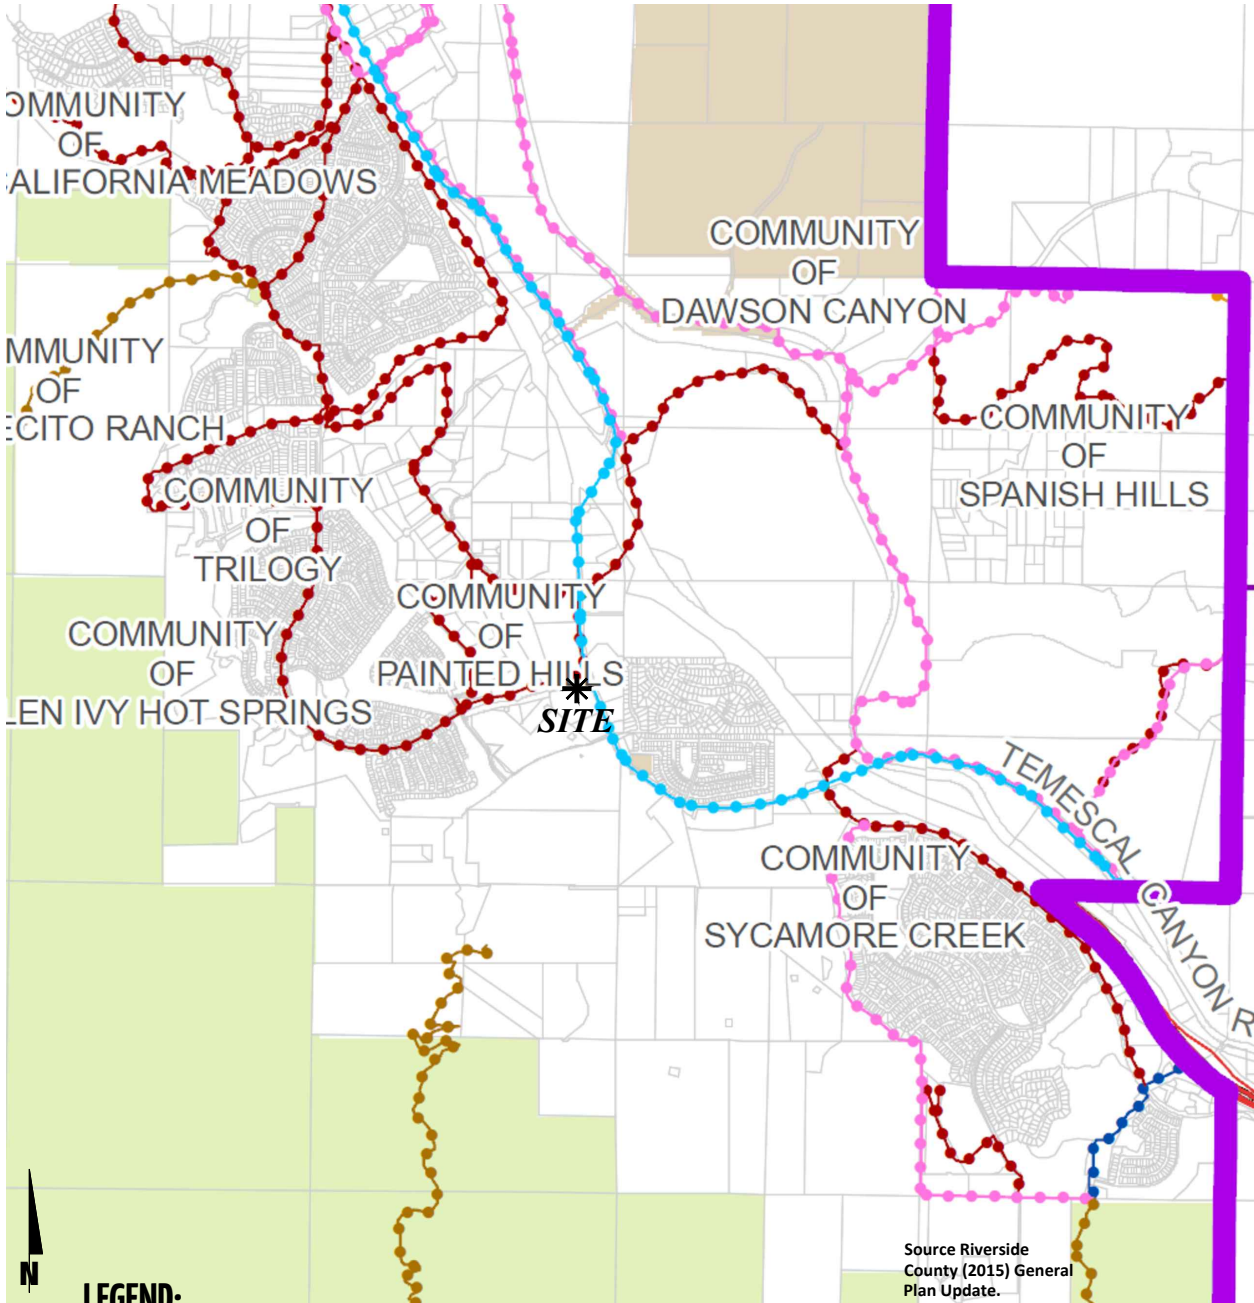 OMMUNITY
OF
CALIFORNIA MEADOWS
COMMUNITY
OF
DAWSON CANYON
MMUNITY
OF
ECITO RANCH
COMMUNITY
OF
SPANISH HILLS
COMMUNITY
OF
TRILOGY
COMMUNITY
OF
PAINTED HILLS
COMMUNITY
OF
LEN IVY HOT SPRINGS
SITE
TEMESCAL CANYON R
COMMUNITY
OF
SYCAMORE CREEK
N
LEGEND:
Source Riverside
County (2015) General
Plan Update.